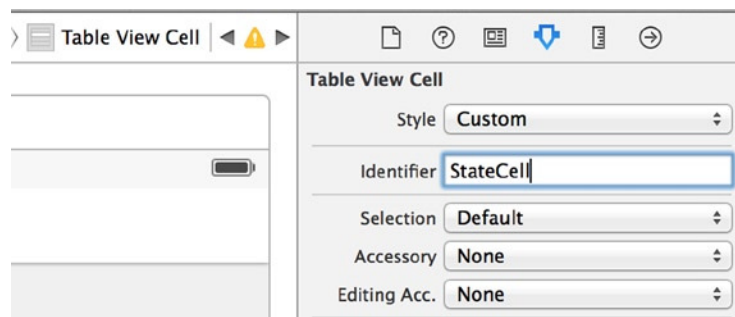 Table View Cell
Table View Cell
Style Custom
Identifier StateCell
Selection Default
Accessory None
Editing Acc. None